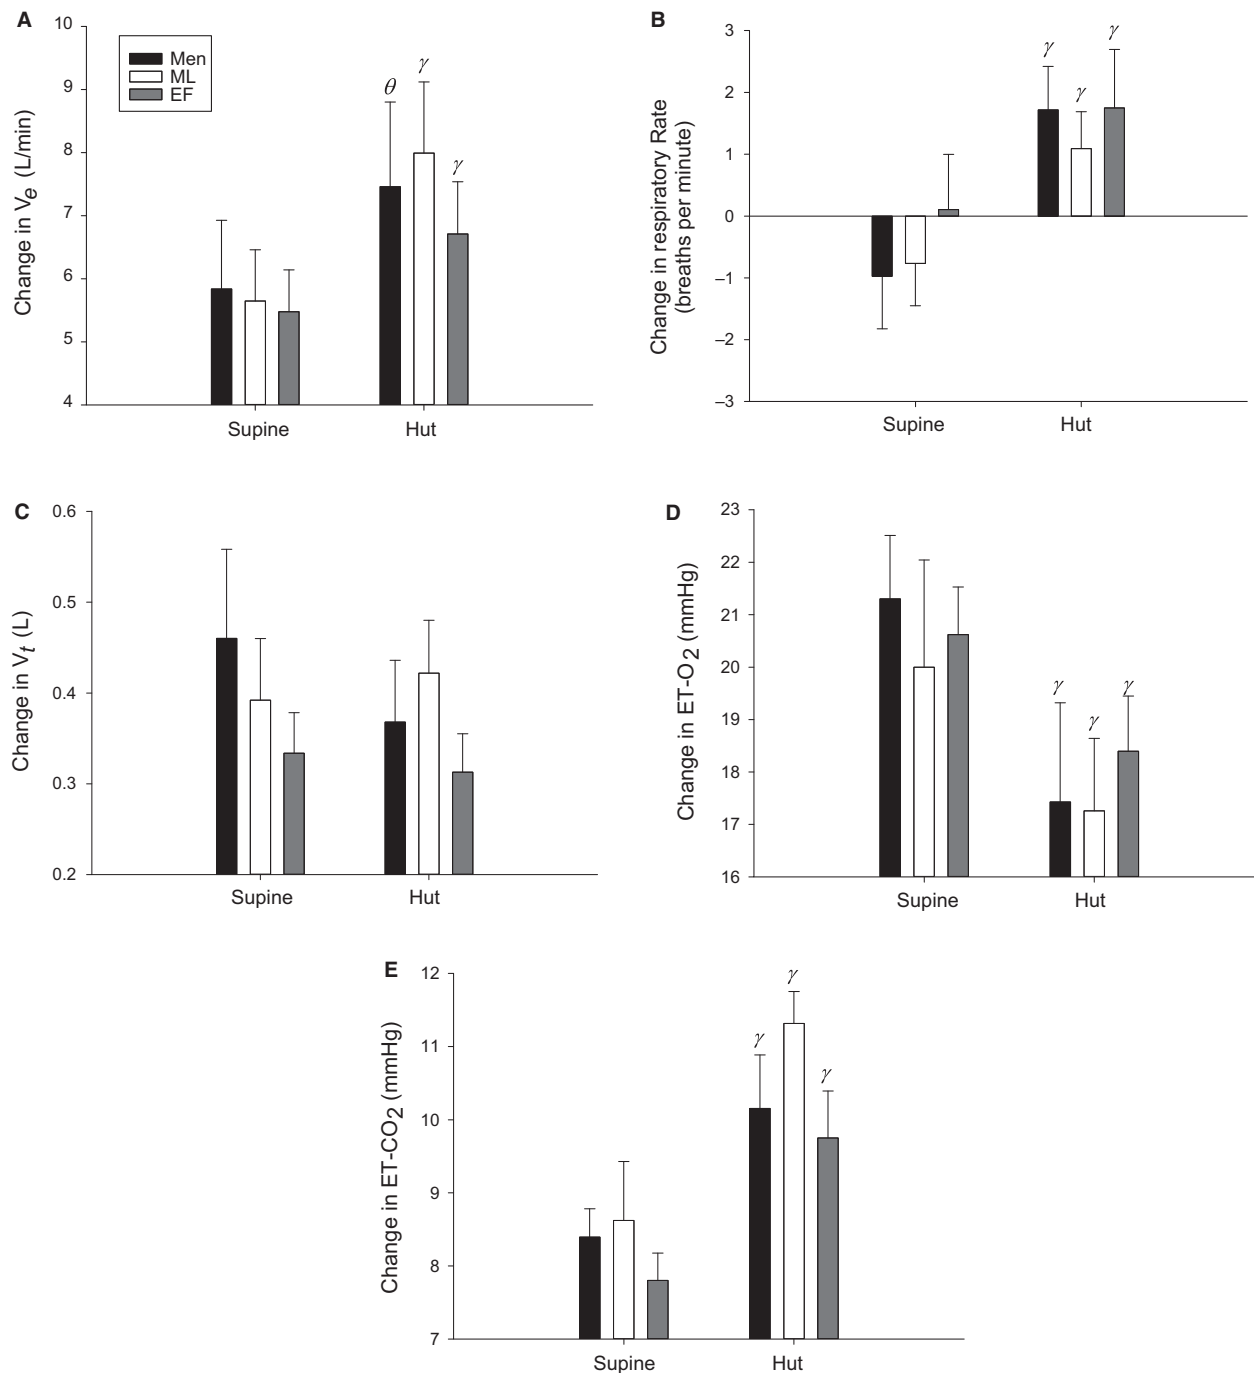 A
Change in Ve (L/min)
10
9
8
7
6
5
4
Men
ML
EF
θ
γ
γ
Supine
Hut
B
Change in respiratory Rate
(breaths per minute)
3
2
1
0
–1
–2
–3
γ
γ
γ
Supine
Hut
C
Change in Vt (L)
0.6
0.5
0.4
0.3
0.2
Supine
Hut
D
Change in ET-O2 (mmHg)
23
22
21
20
19
18
17
16
γ
γ
γ
Supine
Hut
E
Change in ET-CO2 (mmHg)
12
11
10
9
8
7
γ
γ
γ
Supine
Hut